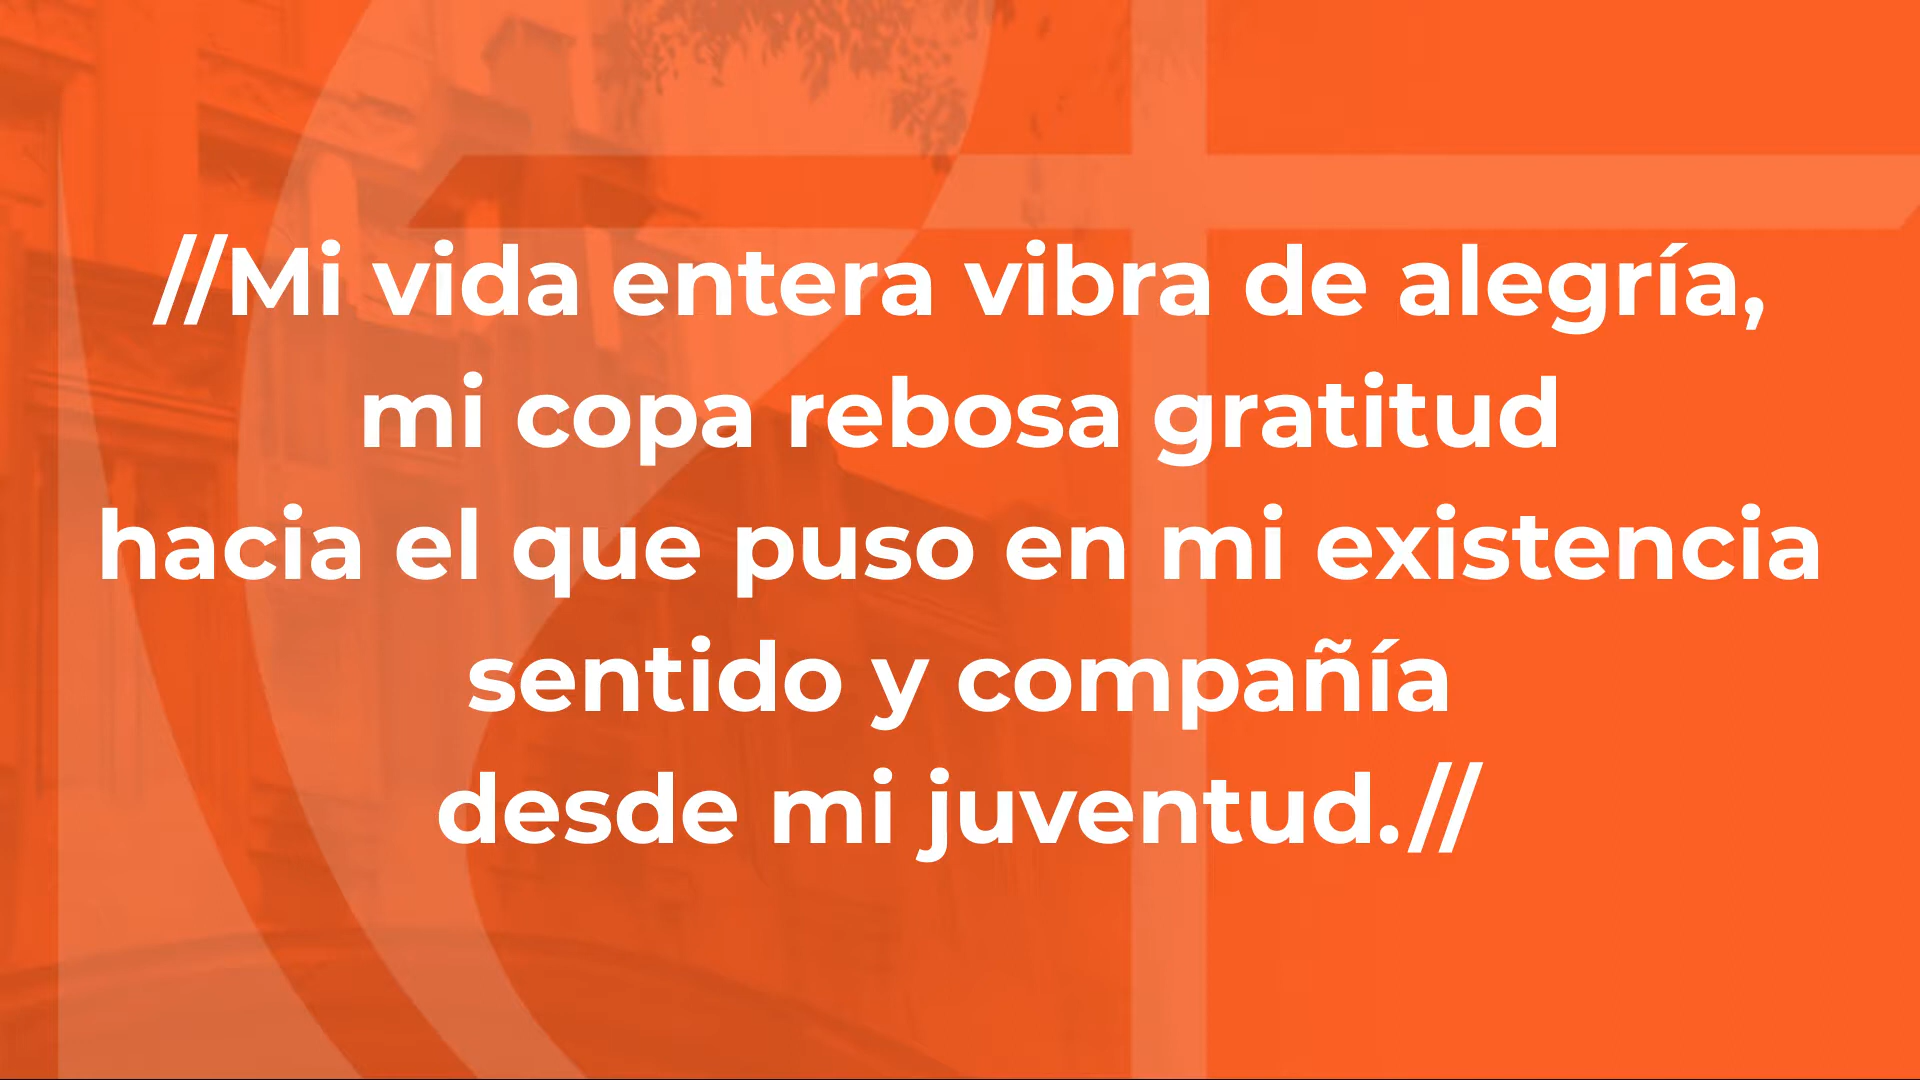 //Mi vida entera vibra de alegría,
mi copa rebosa gratitud
hacia el que puso en mi existencia
sentido y compañía
desde mi juventud.//